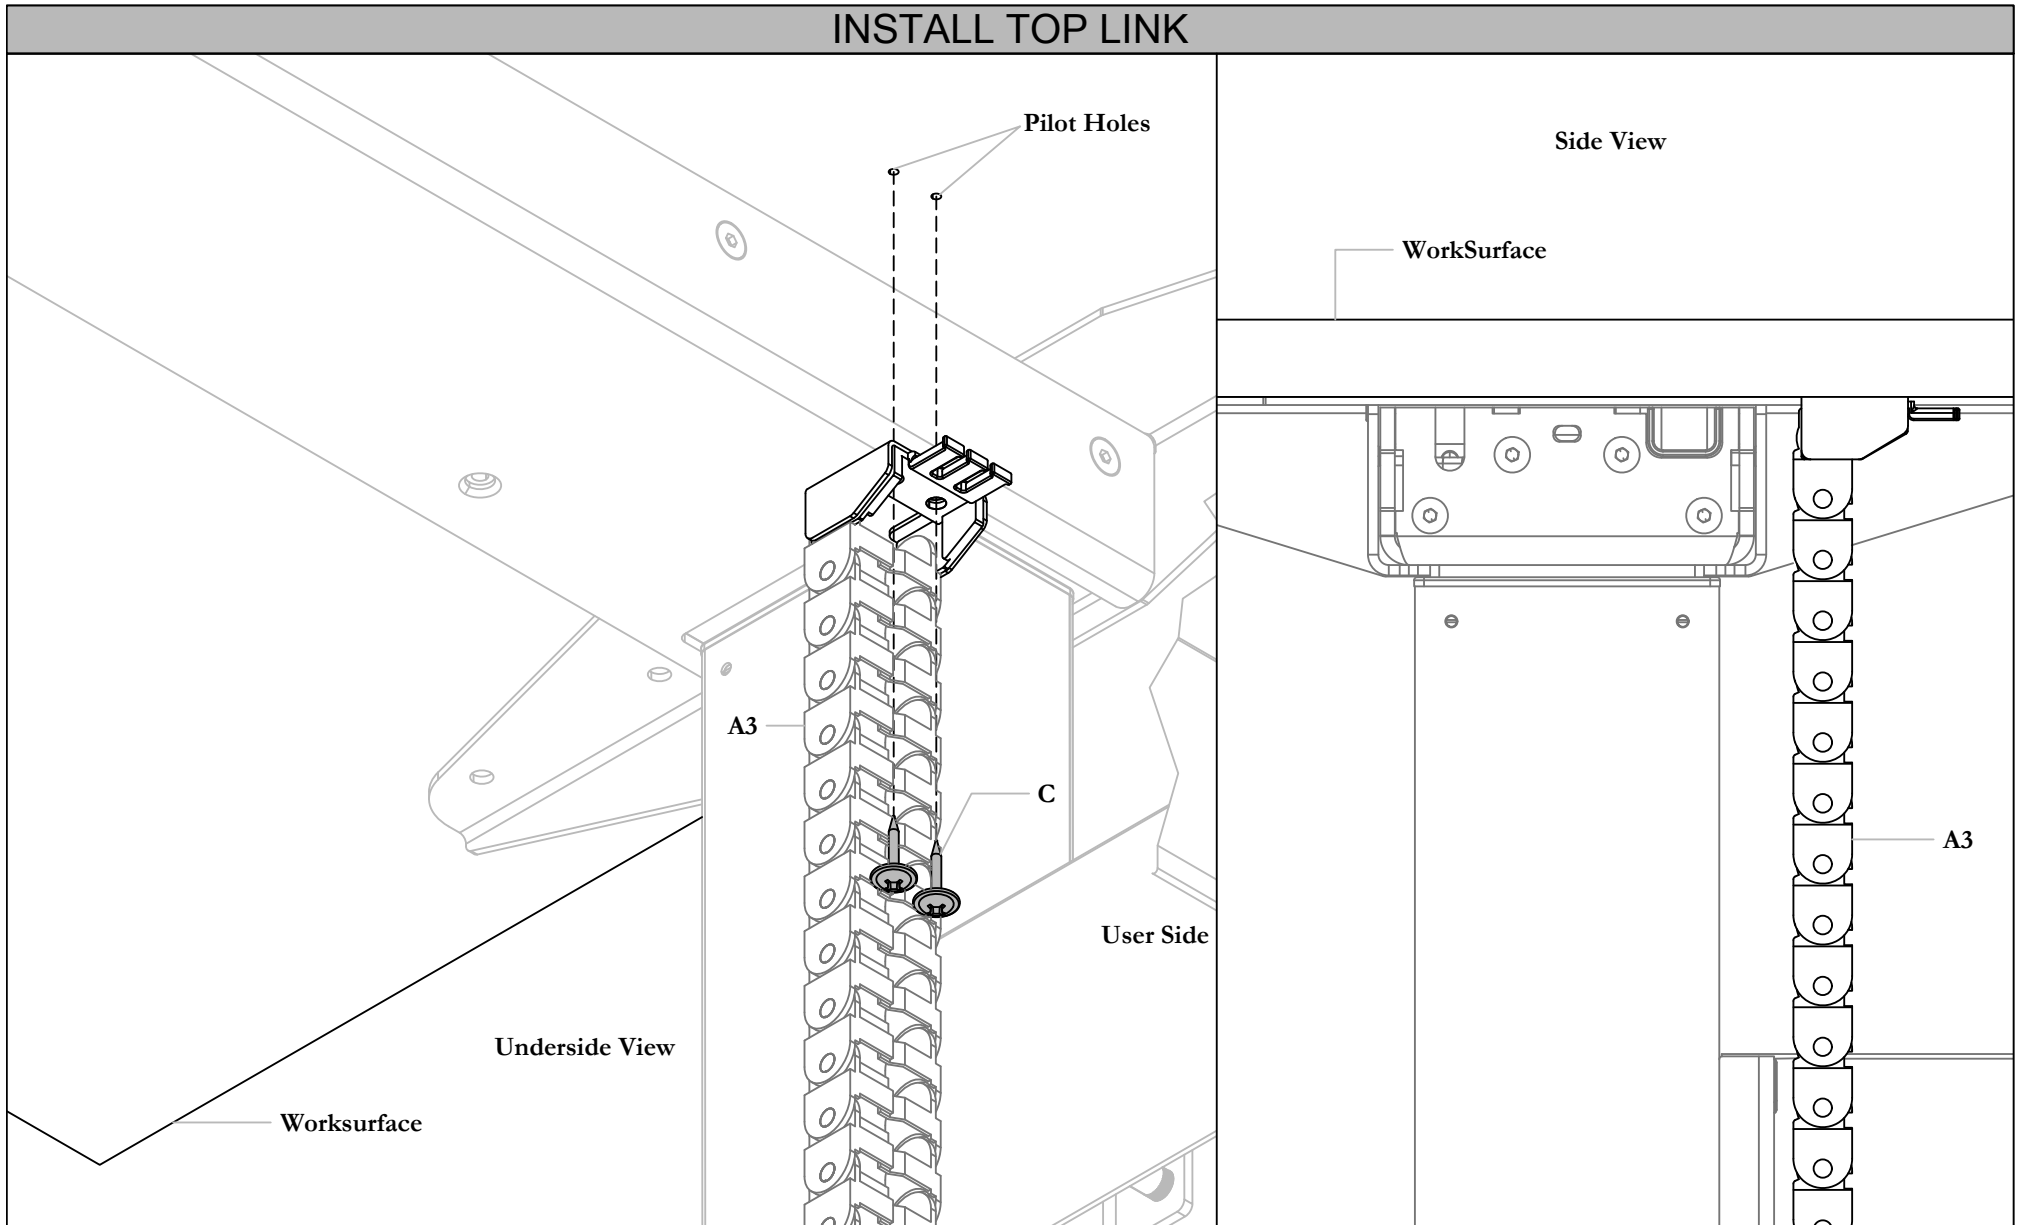 INSTALL TOP LINK
Pilot Holes
Side View
WorkSurface
A3
C
A3
User Side
Underside View
Worksurface